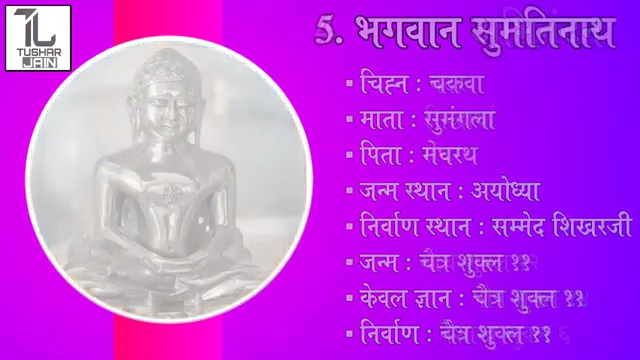 TL
TUSHAR
JAIN
5. भगवान सुमतिनाथ
▪ चिह्न : चकवा
▪ माता : सुमंगला
▪ पिता : मेघरथ
▪ जन्म स्थान : अयोध्या
▪ निर्वाण स्थान : सम्मेद शिखरजी
▪ जन्म : चैत्र शुक्ल ११
▪ केवल ज्ञान : चैत्र शुक्ल ११
▪ निर्वाण : चैत्र शुक्ल ११